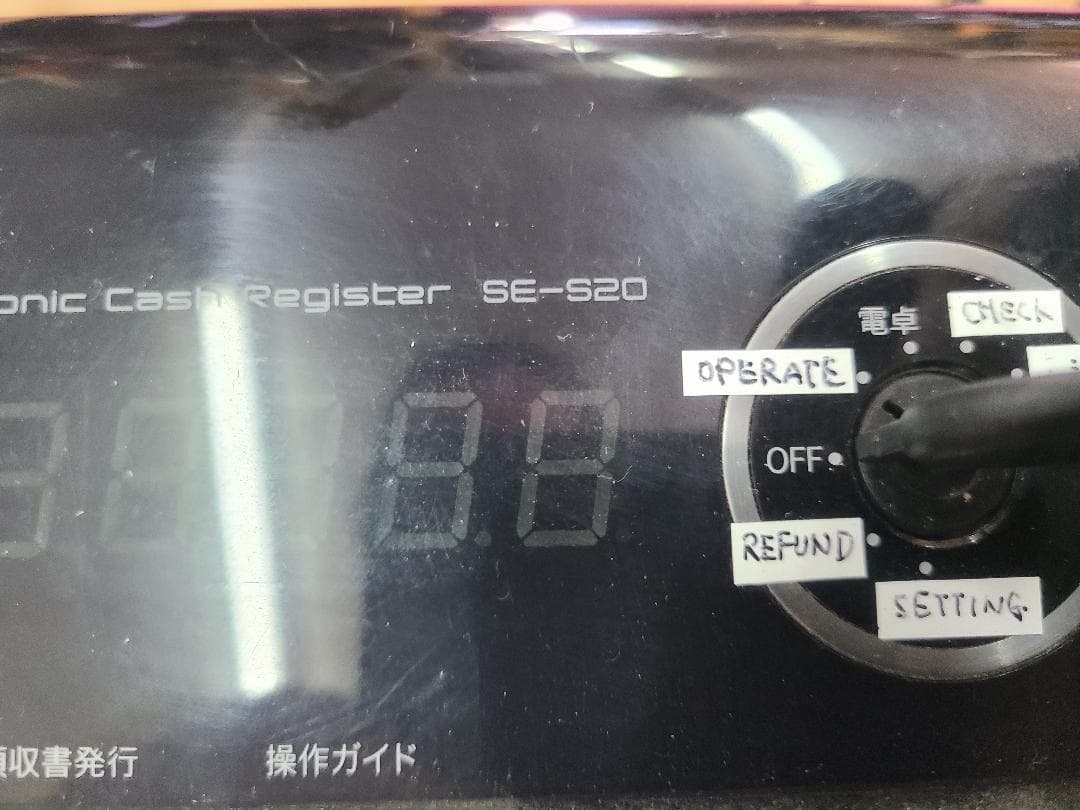 onic Cash Register SE-S20
電卓
CHECK
OPERATE
OFF
REFUND
SETTING
領収書発行
操作ガイド